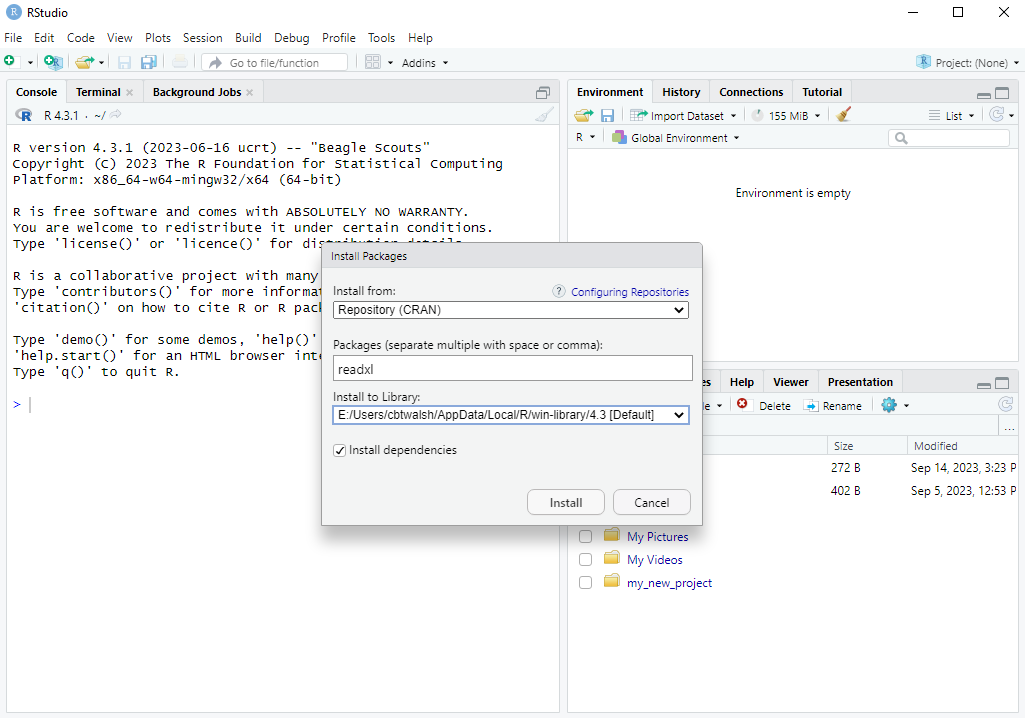 RStudio
File Edit Code View Plots Session Build Debug Profile Tools Help
Go to file/function
Addins
Project: (None)
Console Terminal Background Jobs
R 4.3.1 · ~/
R version 4.3.1 (2023-06-16 ucrt) -- "Beagle Scouts"
Copyright (C) 2023 The R Foundation for Statistical Computing
Platform: x86_64-w64-mingw32/x64 (64-bit)
R is free software and comes with ABSOLUTELY NO WARRANTY.
You are welcome to redistribute it under certain conditions.
Type 'license()' or 'licence()' for distribution details.
R is a collaborative project with many
Type 'contributors()' for more
'citation()' on how to cite R or R
Type 'demo()' for some demos, 'help()'
'help.start()' for an HTML browser
Type 'q()' to quit R.
>
Install Packages
Install from:
? Configuring Repositories
Repository (CRAN)
Packages (separate multiple with space or comma):
readxl
Install to Library:
E:/Users/cbtwalsh/AppData/Local/R/win-library/4.3 [Default]
Install dependencies
Install Cancel
Environment History Connections Tutorial
Import Dataset 155 MiB List
R Global Environment
Environment is empty
Help Viewer Presentation
Delete Rename
...
Size Modified
272 B Sep 14, 2023, 3:23 P
402 B Sep 5, 2023, 12:53 P
My Pictures
My Videos
my_new_project